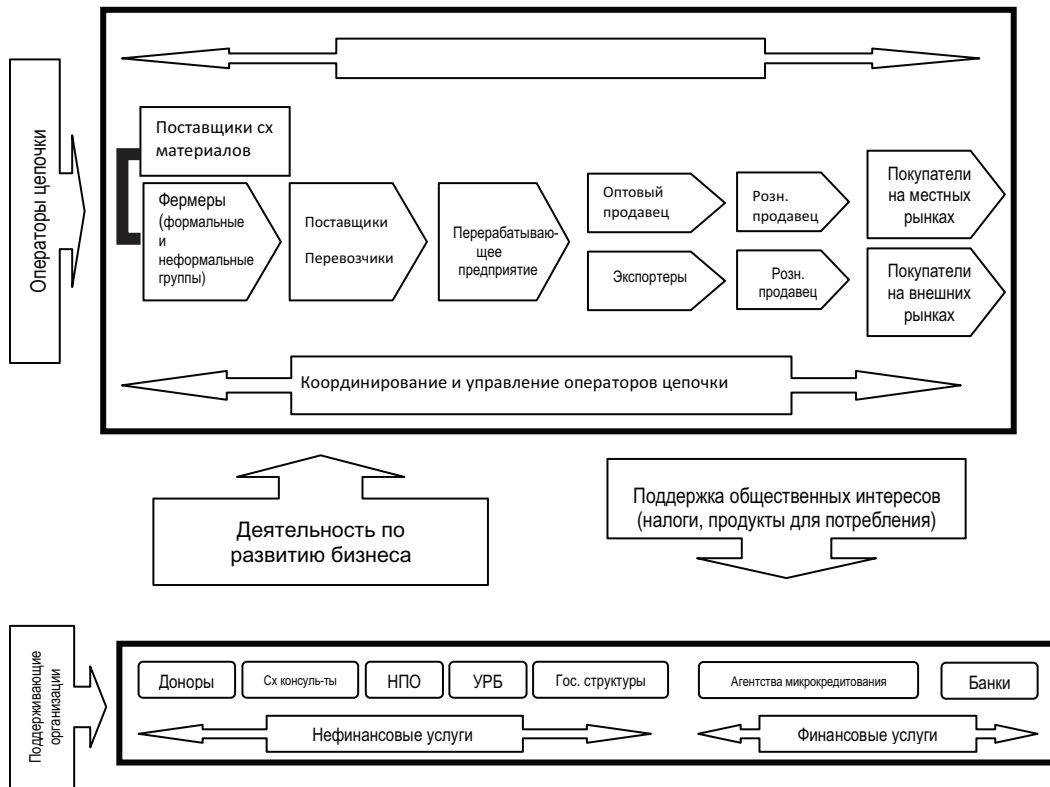 Операторы цепочки
Поставщики сх
материалов
Фермеры
(формальные
и
неформальные
группы)
Поставщики
Перевозчики
Перерабатываю-
щее
предприятие
Оптовый
продавец
Розн.
продавец
Покупатели
на местных
рынках
Экспортеры
Розн.
продавец
Покупатели
на внешних
рынках
Координирование и управление операторов цепочки
Деятельность по
развитию бизнеса
Поддержка общественных интересов
(налоги, продукты для потребления)
Поддерживающие
организации
Доноры
Сх консуль-ты
НПО
УРБ
Гос. структуры
Агентства микрокредитования
Банки
Нефинансовые услуги
Финансовые услуги